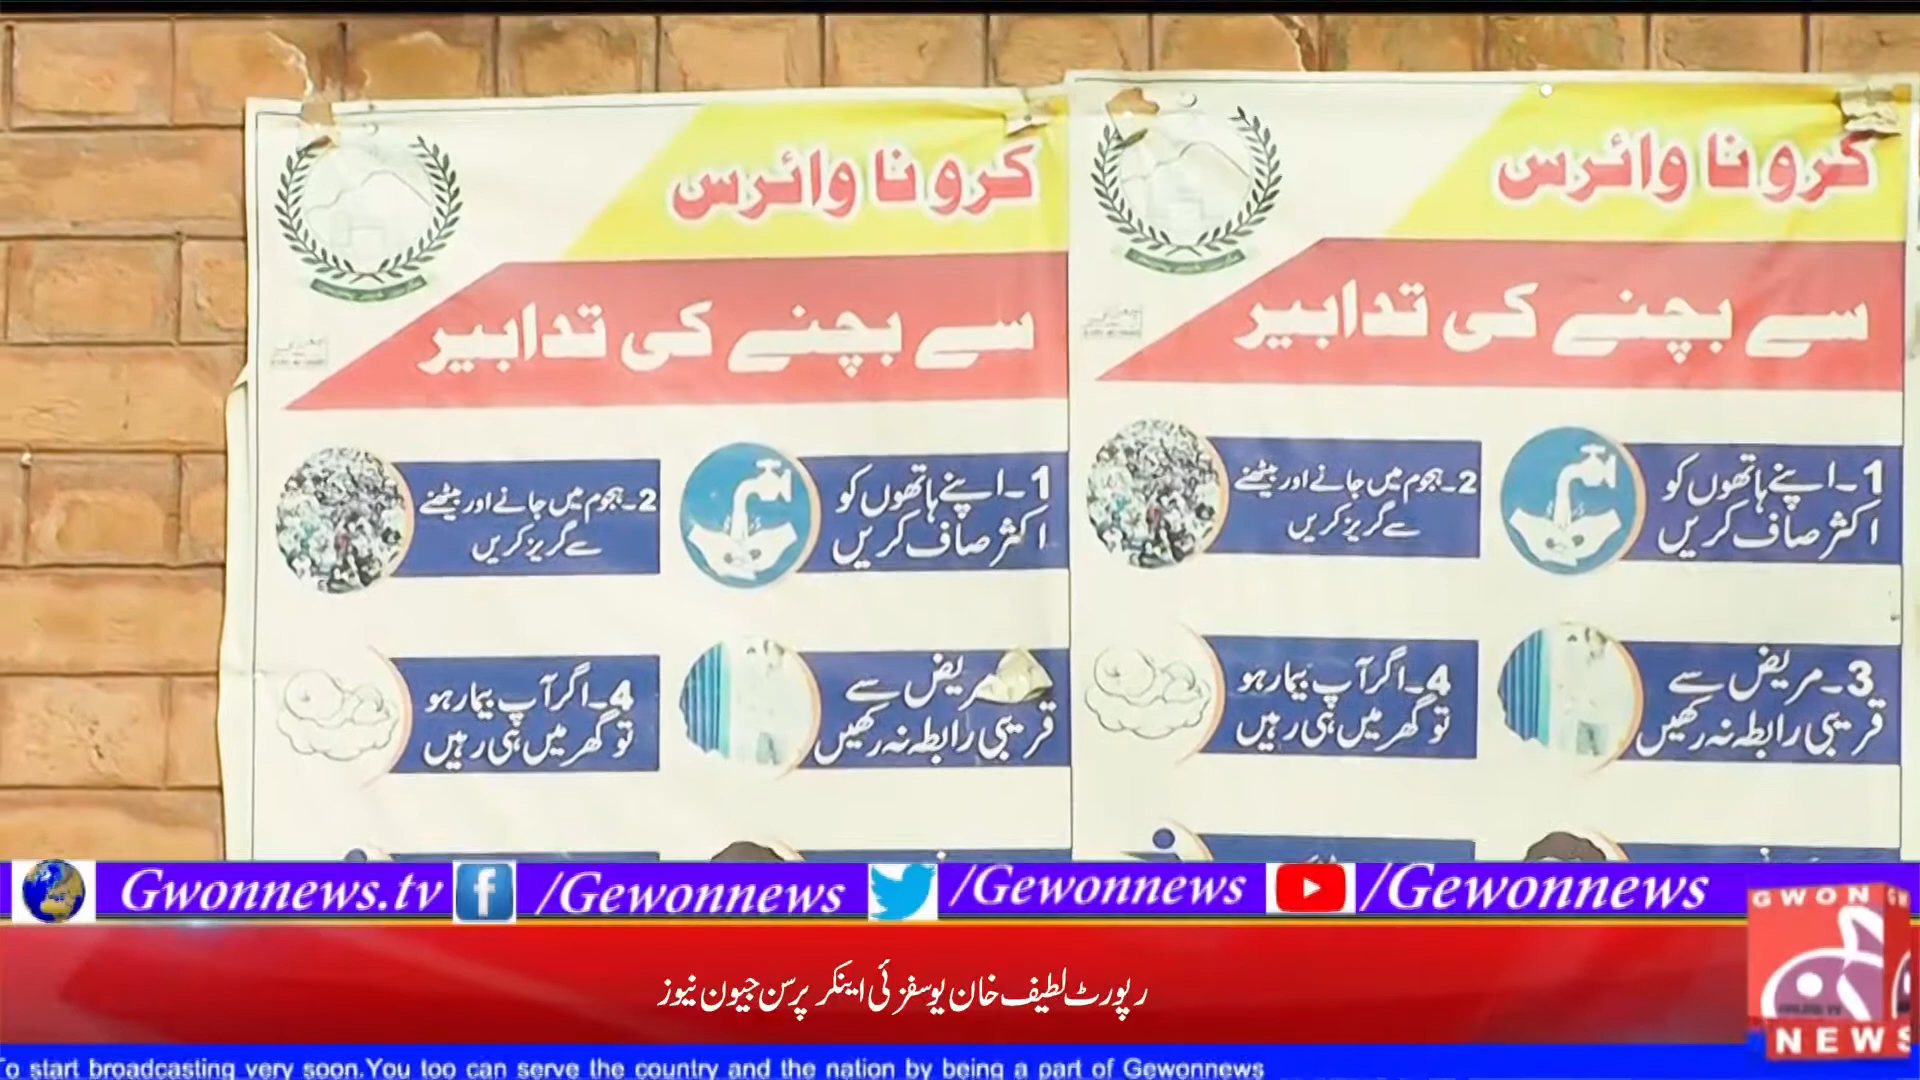 کرونا وائرس
سے بچنے کی تدابیر
1۔ اپنے ہاتھوں کو
اکثر صاف کریں
2۔ ہجوم میں جانے اور بیٹھنے
سے گریز کریں
مریض سے
قریبی رابطہ نہ رکھیں
4۔ اگر آپ بیمار ہو
تو گھر میں ہی رہیں
کرونا وائرس
سے بچنے کی تدابیر
1۔ اپنے ہاتھوں کو
اکثر صاف کریں
2۔ ہجوم میں جانے اور بیٹھنے
سے گریز کریں
3۔ مریض سے
قریبی رابطہ نہ رکھیں
4۔ اگر آپ بیمار ہو
تو گھر میں ہی رہیں
Gwonnews.tv /Gewonnews /Gewonnews /Gewonnews
GWON
NEWS
رپورٹ لطیف خان یوسفزئی اینکر پرسن جیون نیوز
To start broadcasting very soon.You too can serve the country and the nation by being a part of Gewonnews